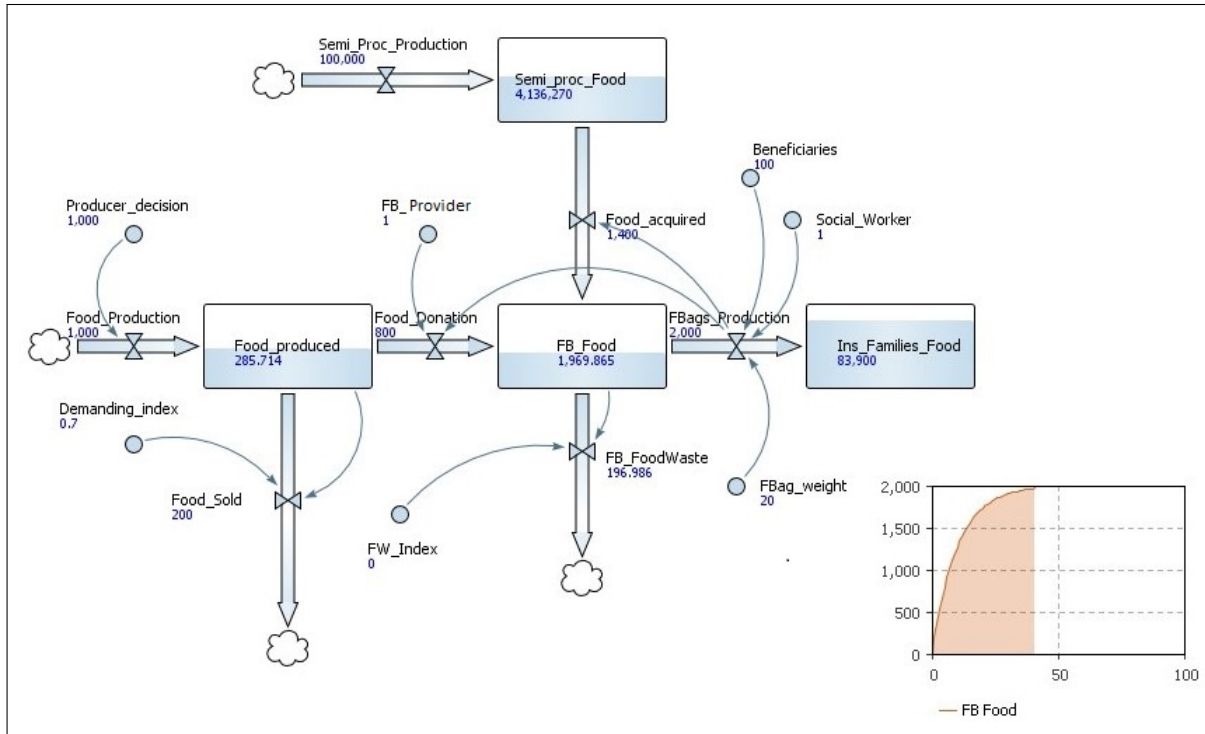 Semi_Proc_Production
100,000
Semi_proc_Food
4,136,270
Beneficiaries
100
Producer_decision
1,000
FB_Provider
1
Food_acquired
1,400
Social_Worker
1
Food_Production
1,000
Food_produced
285.714
Food_Donation
800
FB_Food
1,969.865
FBags_Production
2,000
Ins_Families_Food
83,900
Demanding_index
0.7
Food_Sold
200
FW_Index
0
FB_FoodWaste
196.986
FBag_weight
20
2,000
1,500
1,000
500
0
0
50
100
FB Food